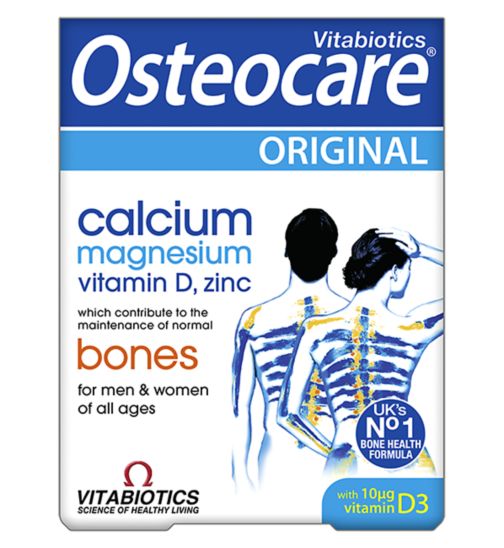 Vitabiotics
Osteocare®
ORIGINAL
calcium
magnesium
vitamin D, zinc
which contribute to the
maintenance of normal
bones
for men & women
of all ages
UK's
Nº1
BONE HEALTH
FORMULA
VITABIOTICS
SCIENCE OF HEALTHY LIVING
with 10µg
vitamin D3